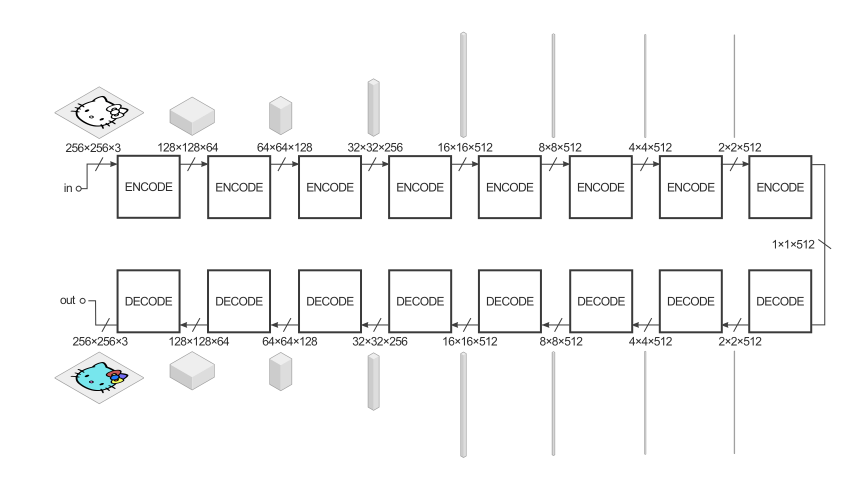 256×256×3 128×128×64 64×64×128 32×32×256 16×16×512 8×8×512 4×4×512 2×2×512
in ENCODE ENCODE ENCODE ENCODE ENCODE ENCODE ENCODE ENCODE
1×1×512
out DECODE DECODE DECODE DECODE DECODE DECODE DECODE DECODE
256×256×3 128×128×64 64×64×128 32×32×256 16×16×512 8×8×512 4×4×512 2×2×512